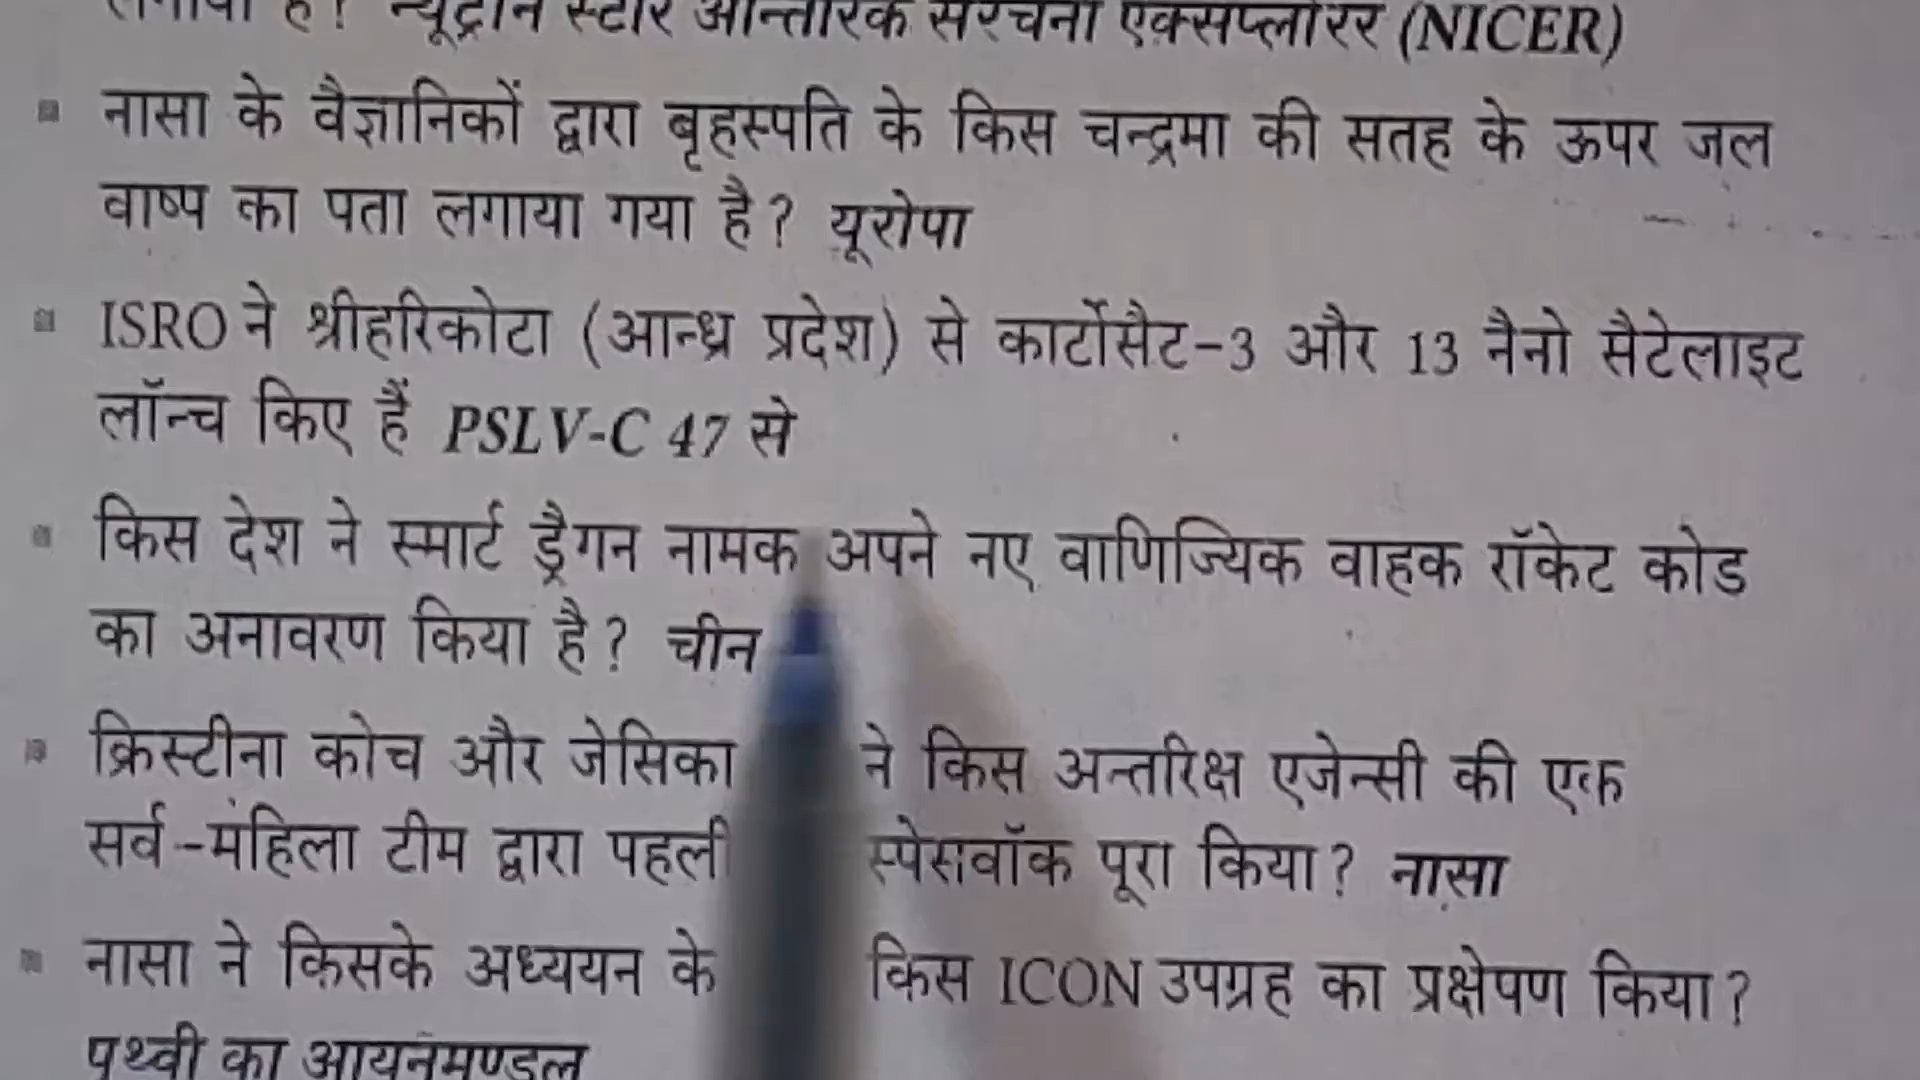 है? न्यूट्रॉन स्टार आन्तरिक संरचना एक्सप्लोरर (NICER)
नासा के वैज्ञानिकों द्वारा बृहस्पति के किस चन्द्रमा की सतह के ऊपर जल
वाष्प का पता लगाया गया है? यूरोपा
ISRO ने श्रीहरिकोटा (आन्ध्र प्रदेश) से कार्टोसैट-3 और 13 नैनो सैटेलाइट
लॉन्च किए हैं PSLV-C 47 से
किस देश ने स्मार्ट ड्रैगन नामक अपने नए वाणिज्यिक वाहक रॉकेट कोड
का अनावरण किया है? चीन
क्रिस्टीना कोच और जेसिका ने किस अन्तरिक्ष एजेन्सी की एक
सर्व-महिला टीम द्वारा पहली स्पेसवॉक पूरा किया? नासा
नासा ने किसके अध्ययन के किस ICON उपग्रह का प्रक्षेपण किया?
पृथ्वी का आयनमण्डल